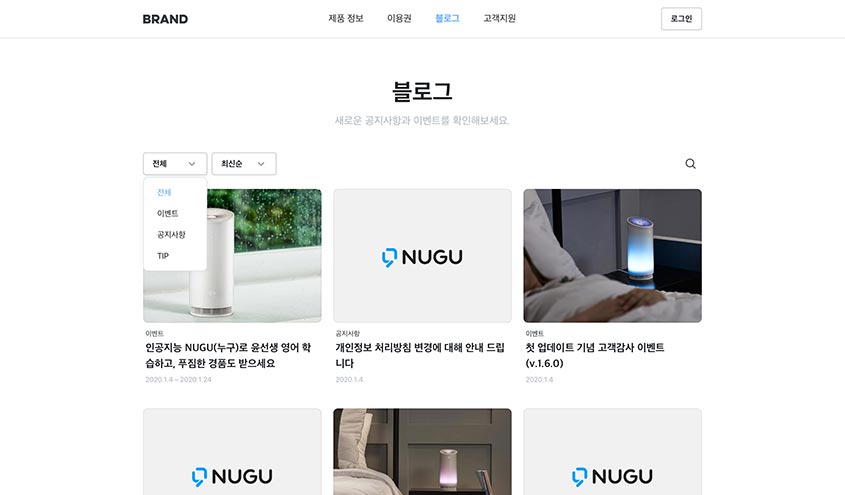 BRAND
제품 정보
이용권
블로그
고객지원
로그인
블로그
새로운 공지사항과 이벤트를 확인해보세요.
전체
최신순
전체
이벤트
공지사항
TIP
NUGU
이벤트
인공지능 NUGU(누구)로 윤선생 영어 학
습하고, 푸짐한 경품도 받으세요
2020.1.4 ~ 2020.1.24
공지사항
개인정보 처리방침 변경에 대해 안내 드립
니다
2020.1.4
이벤트
첫 업데이트 기념 고객감사 이벤트
(v.1.6.0)
2020.1.4
NUGU
NUGU